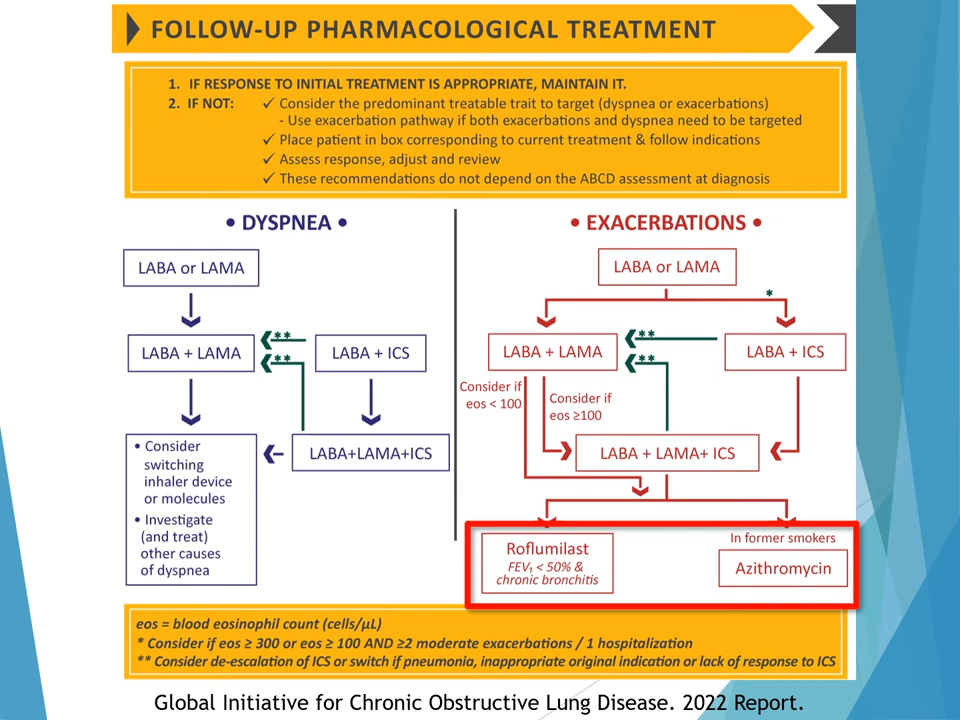 FOLLOW-UP PHARMACOLOGICAL TREATMENT
1. IF RESPONSE TO INITIAL TREATMENT IS APPROPRIATE, MAINTAIN IT.
2. IF NOT: ✓ Consider the predominant treatable trait to target (dyspnea or exacerbations)
- Use exacerbation pathway if both exacerbations and dyspnea need to be targeted
✓ Place patient in box corresponding to current treatment & follow indications
✓ Assess response, adjust and review
✓ These recommendations do not depend on the ABCD assessment at diagnosis
• DYSPNEA •
LABA or LAMA
**
LABA + LAMA
LABA + ICS
**
• Consider
switching
inhaler device
or molecules
• Investigate
(and treat)
other causes
of dyspnea
LABA+LAMA+ICS
• EXACERBATIONS •
LABA or LAMA
*
**
LABA + LAMA
LABA + ICS
**
Consider if
eos < 100
Consider if
eos ≥100
LABA + LAMA+ ICS
Roflumilast
FEV₁ < 50% &
chronic bronchitis
In former smokers
Azithromycin
eos = blood eosinophil count (cells/μL)
* Consider if eos ≥ 300 or eos ≥ 100 AND ≥2 moderate exacerbations / 1 hospitalization
** Consider de-escalation of ICS or switch if pneumonia, inappropriate original indication or lack of response to ICS
Global Initiative for Chronic Obstructive Lung Disease. 2022 Report.